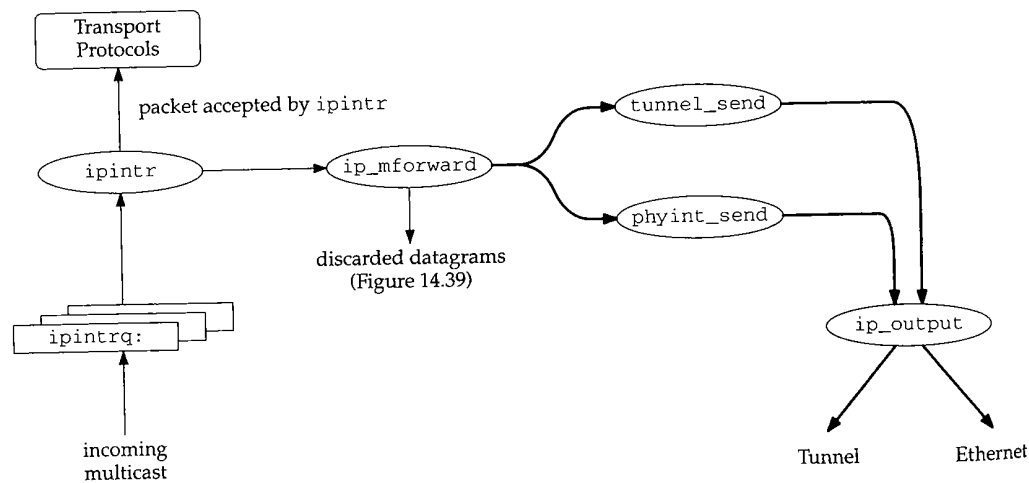 Transport
Protocols
packet accepted by ipintr
tunnel_send
ipintr
ip_mforward
phyint_send
discarded datagrams
(Figure 14.39)
ipintrq:
ip_output
incoming
multicast
Tunnel
Ethernet